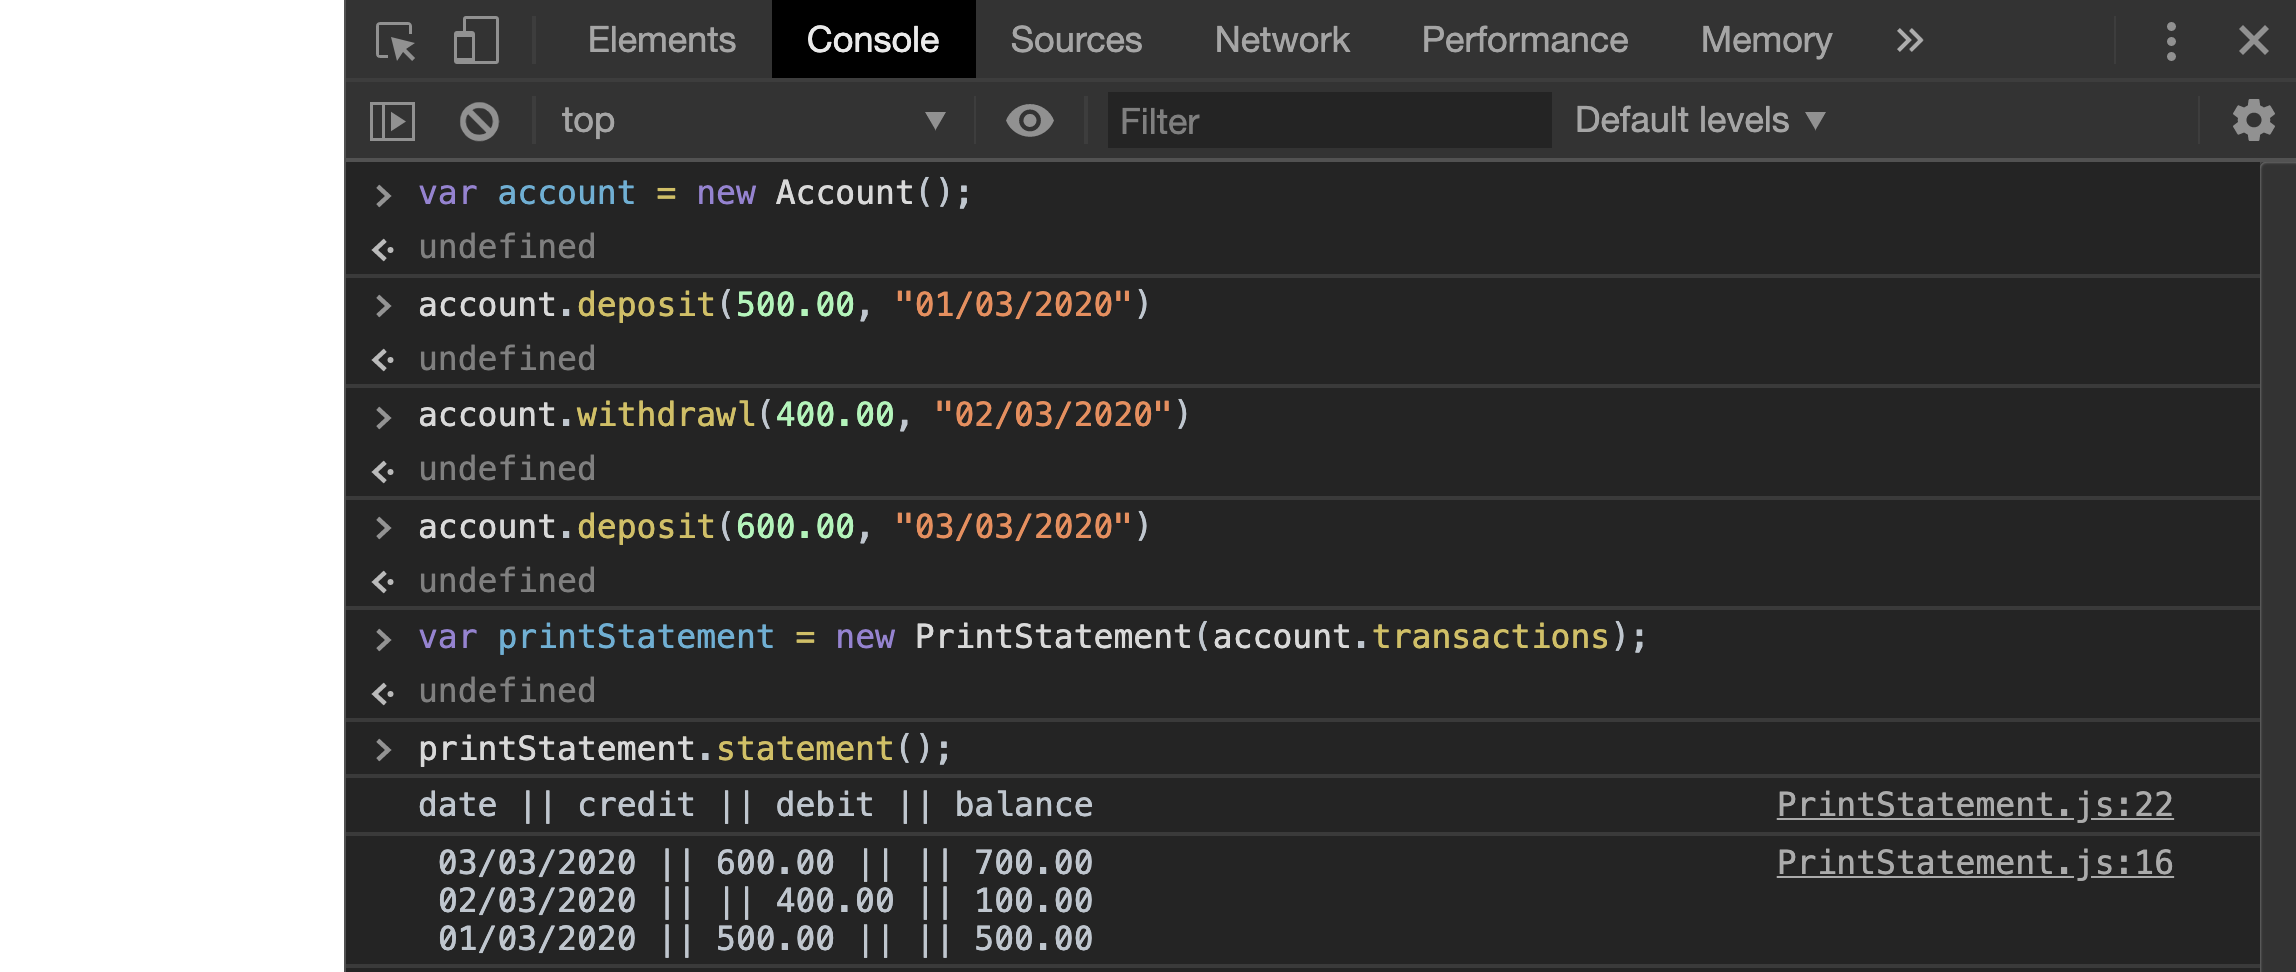 Elements Console Sources Network Performance Memory
top Filter Default levels
var account = new Account();
undefined
account.deposit(500.00, "01/03/2020")
undefined
account.withdrawl(400.00, "02/03/2020")
undefined
account.deposit(600.00, "03/03/2020")
undefined
var printStatement = new PrintStatement(account.transactions);
undefined
printStatement.statement();
date || credit || debit || balance PrintStatement.js:22
03/03/2020 || 600.00 || || 700.00 PrintStatement.js:16
02/03/2020 || || 400.00 || 100.00
01/03/2020 || 500.00 || || 500.00